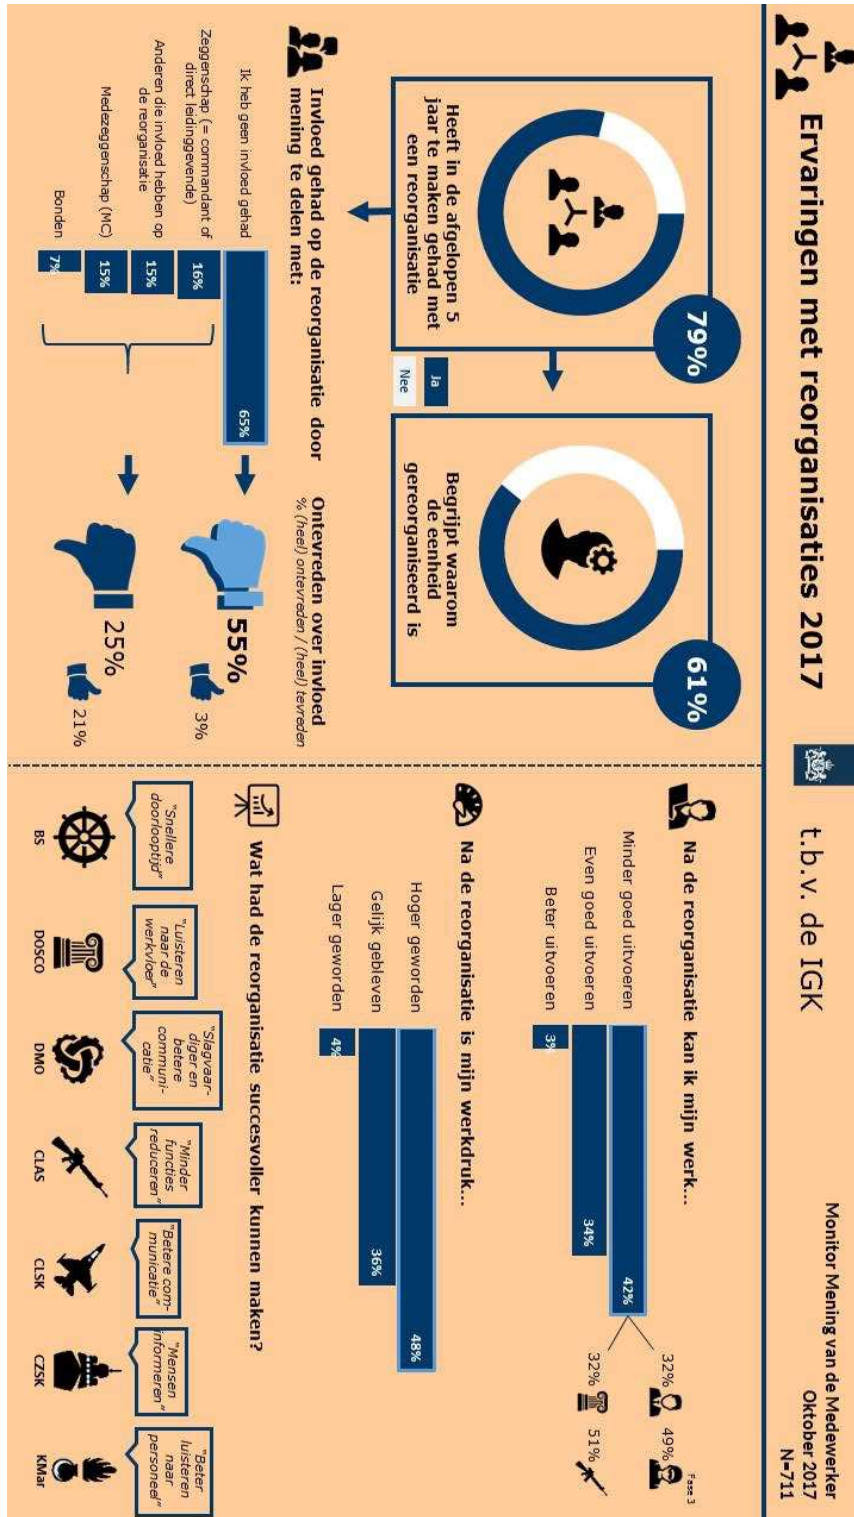 Ervaringen met reorganisaties 2017
t.b.v. de IGK
Monitor Mening van de Medewerker
Oktober 2017
N=711
79%
Heeft in de afgelopen 5
jaar te maken gehad met
een reorganisatie
Ja
Nee
61%
Begrijpt waarom
de eenheid
gereorganiseerd is
Invloed gehad op de reorganisatie door
mening te delen met:
Ik heb geen invloed gehad
65%
Zeggenschap (= commandant of
direct leidinggevende)
16%
Anderen die invloed hebben op
de reorganisatie
15%
Medezeggenschap (MC)
15%
Bonden
7%
Ontevreden over invloed
% (heel) ontevreden / (heel) tevreden
55%
3%
25%
21%
Na de reorganisatie kan ik mijn werk...
Minder goed uitvoeren
42%
Even goed uitvoeren
34%
Beter uitvoeren
3%
Fase 3
32%
49%
32%
51%
Na de reorganisatie is mijn werkdruk...
Hoger geworden
48%
Gelijk gebleven
36%
Lager geworden
4%
Wat had de reorganisatie succesvoller kunnen maken?
"Snellere
doorlooptijd"
BS
"Luisteren
naar de
werkvloer"
DOSCO
"Slagvaar-
diger en
betere
communi-
catie"
DMO
"Minder
functies
reduceren"
CLAS
"Betere com-
municatie"
CLSK
"Mensen
informeren"
CZSK
"Beter
luisteren
naar
personeel"
KMar